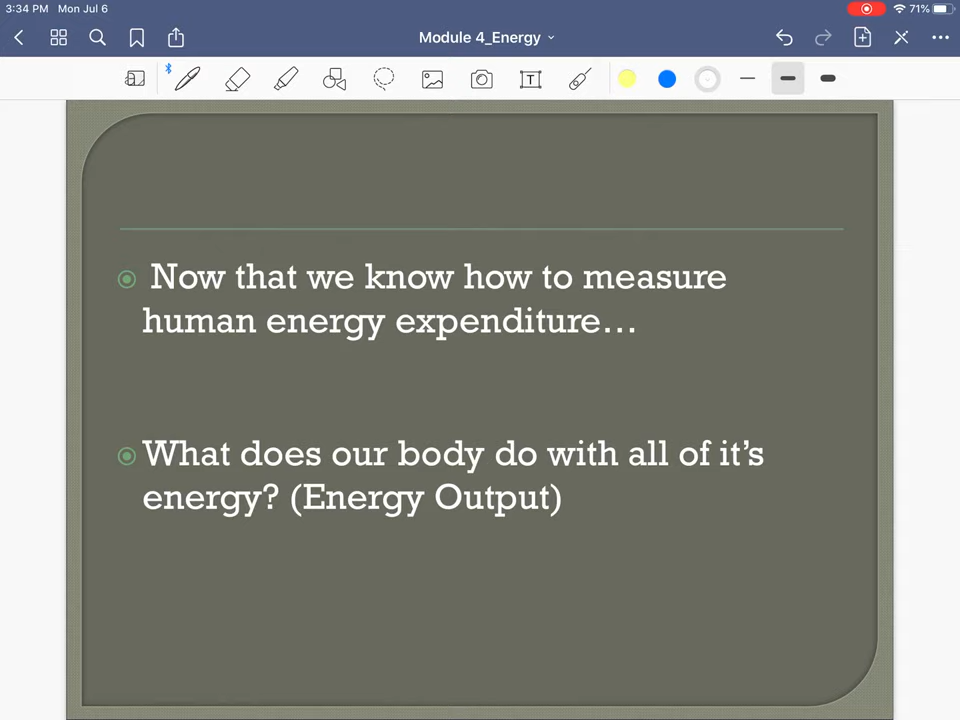 3:34 PM Mon Jul 6
71%
Module 4_Energy
T
Now that we know how to measure
human energy expenditure…
What does our body do with all of it’s
energy? (Energy Output)